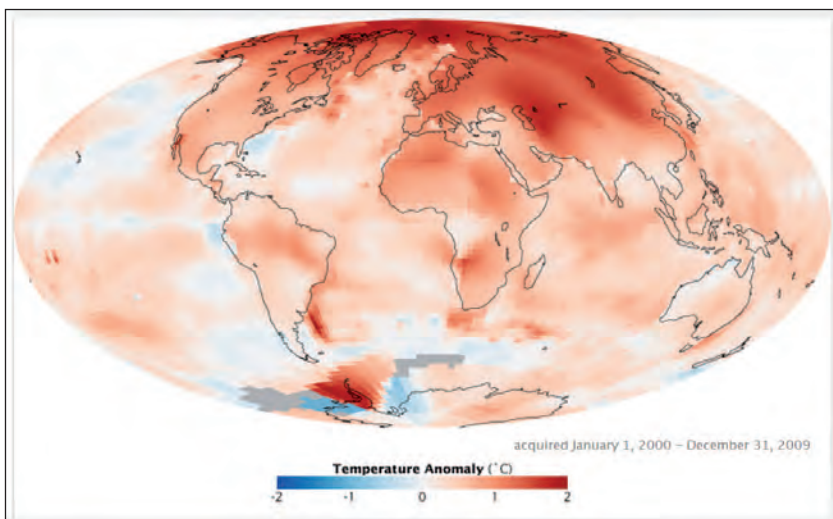 acquired January 1, 2000 – December 31, 2009
Temperature Anomaly (˚C)
-2 -1 0 1 2